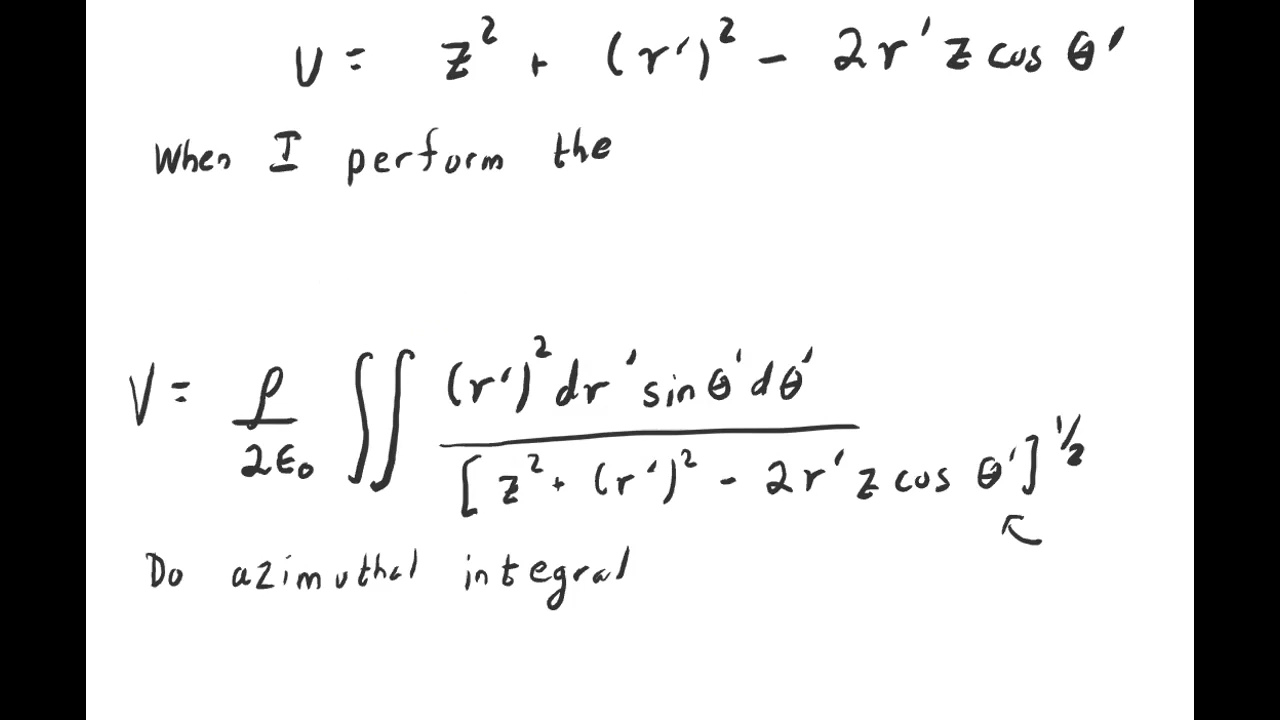 U = z² + (r')² - 2r'z cos θ'
When I perform the
V = ρ/2ϵ₀ ∫∫ (r')² dr' sinθ' dθ' / [z² + (r')² - 2r'z cos θ']^1/2
Do azimuthal integral